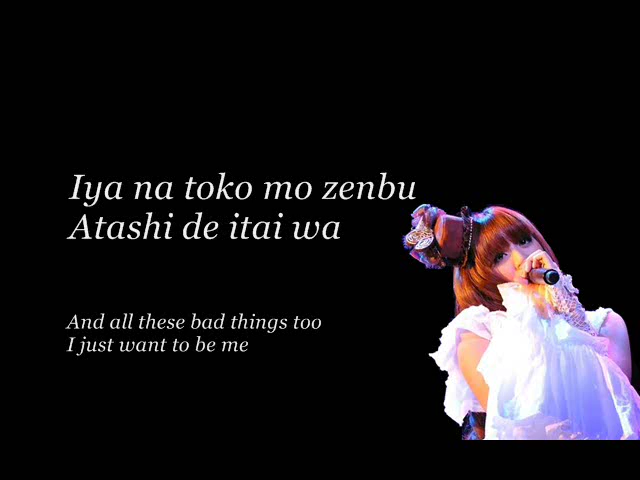 Iya na toko mo zenbu
Atashi de itai wa
And all these bad things too
I just want to be me